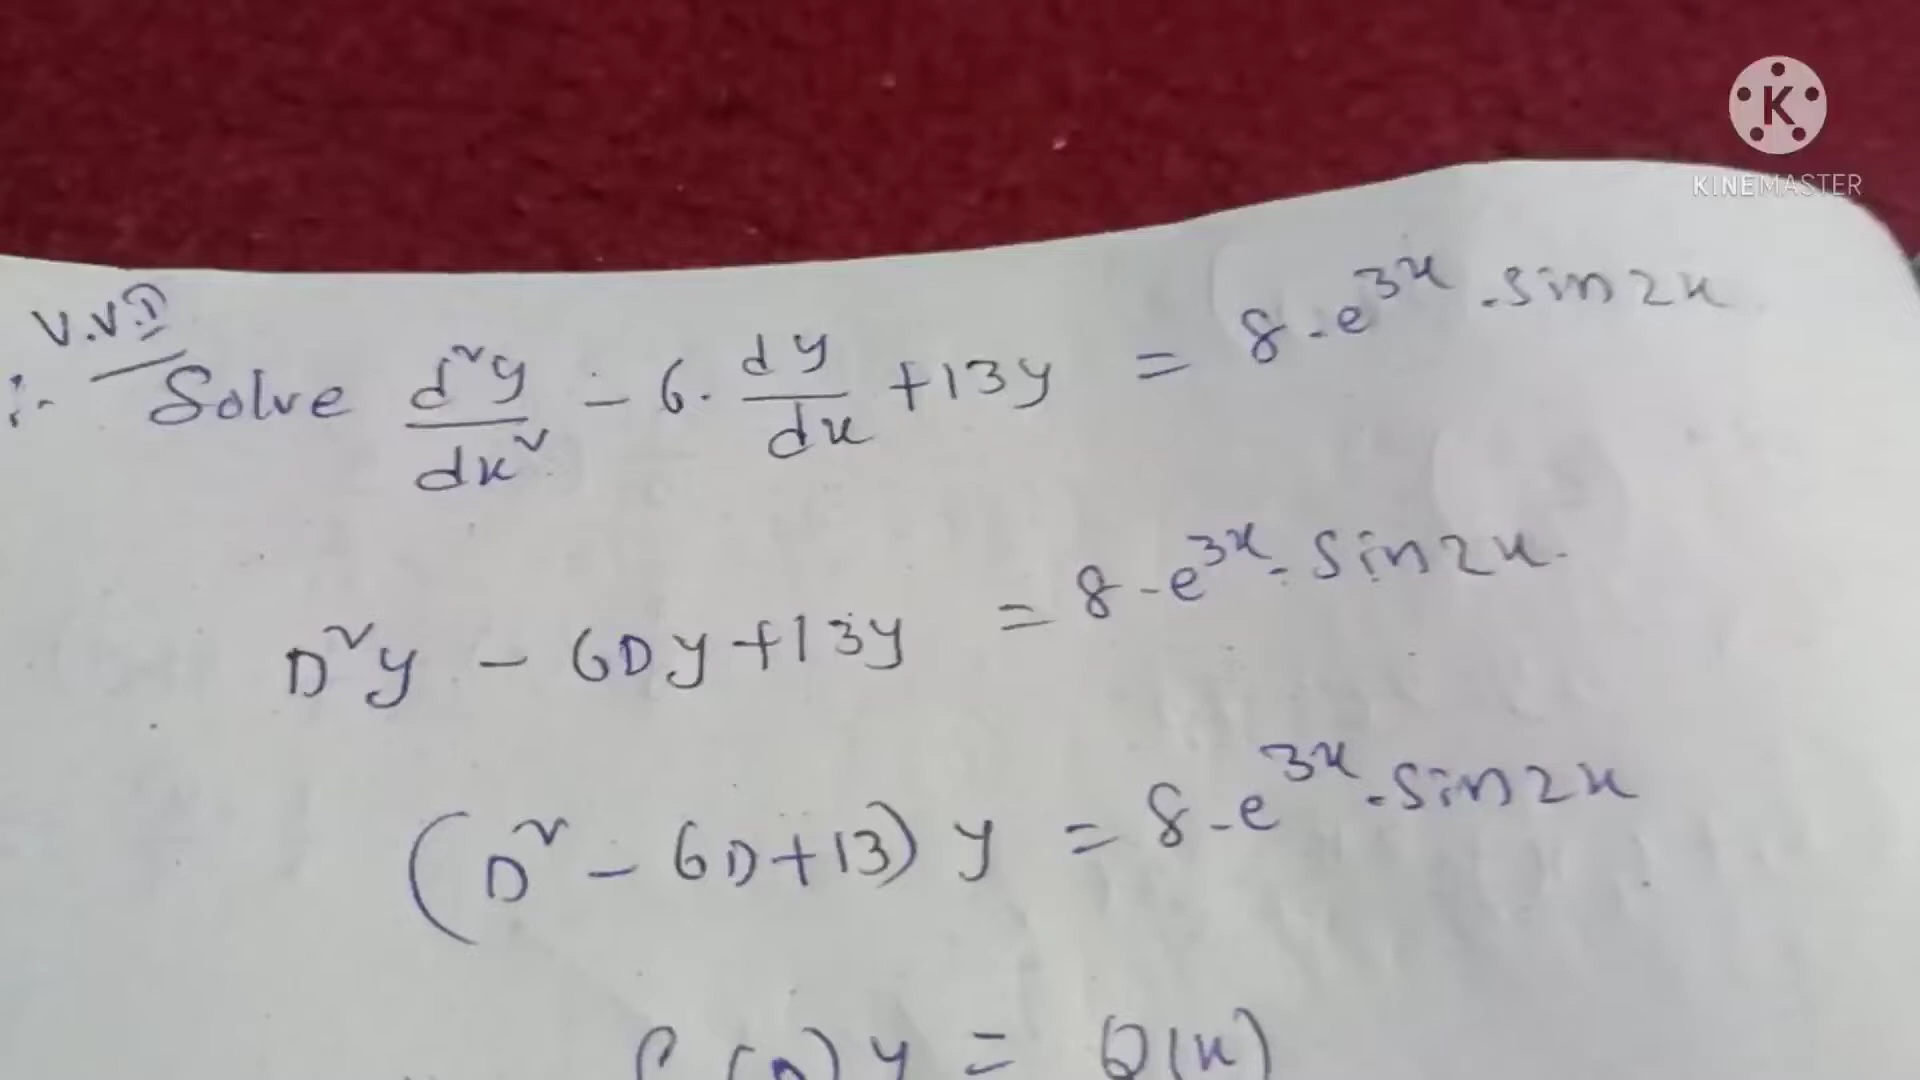 K
KINEMASTER
V.V.I
:- Solve d²y/dx² - 6. dy/dx + 13y = 8.e^3x .sin2x
D²y - 6Dy + 13y = 8.e^3x . sin2x.
(D² - 6D + 13) y = 8.e^3x .sin2x
f(D) y = Q(x)